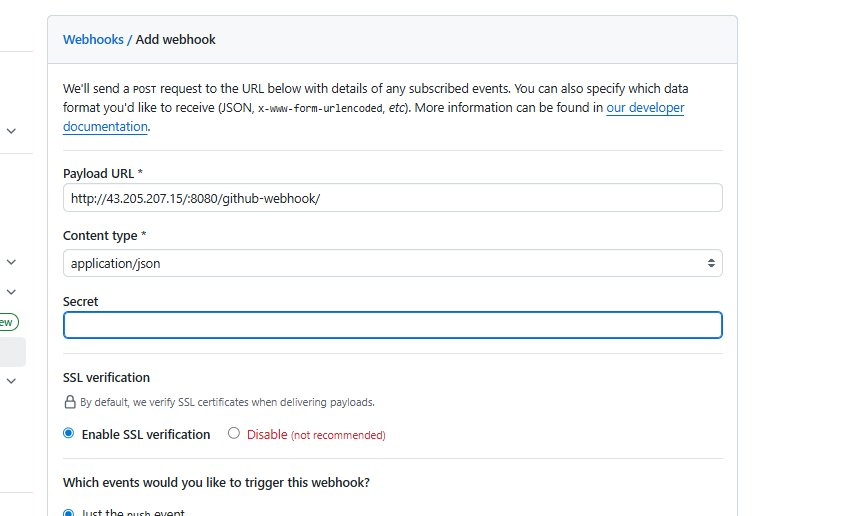 Webhooks / Add webhook
We'll send a POST request to the URL below with details of any subscribed events. You can also specify which data
format you'd like to receive (JSON, x-www-form-urlencoded, etc). More information can be found in our developer
documentation.
Payload URL *
http://43.205.207.15/:8080/github-webhook/
Content type *
application/json
Secret
SSL verification
By default, we verify SSL certificates when delivering payloads.
Enable SSL verification Disable (not recommended)
Which events would you like to trigger this webhook?
Just the push event